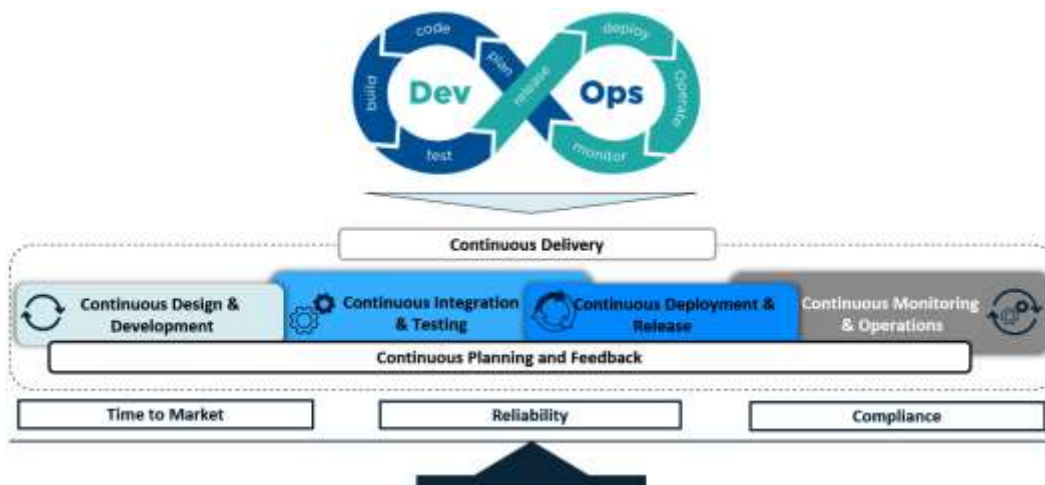 code
plan
build
Dev
test
release
deploy
Operate
Ops
monitor
Continuous Delivery
Continuous Design &
Development
Continuous Integration
& Testing
Continuous Deployment &
Release
Continuous Monitoring
& Operations
Continuous Planning and Feedback
Time to Market
Reliability
Compliance